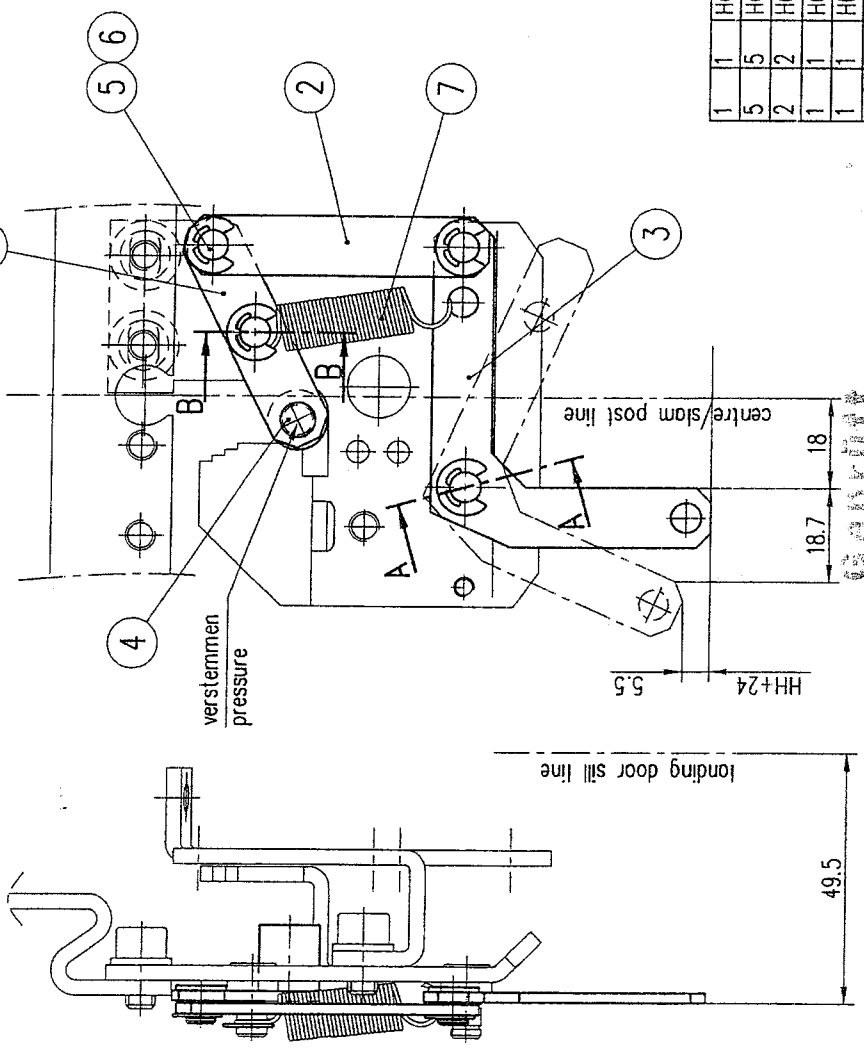 5
6
2
7
3
4
verstemmen
pressure
B
B
A
A
centre/slam post line
18
18.7
5.5
HH+24
landing door sill line
49.5
1 1
5 5
2 2
1 1
1 1